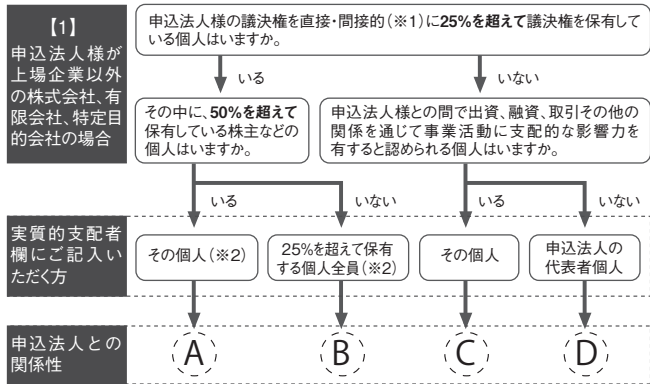 【1】
申込法人様が
上場企業以外
の株式会社、有
限会社、特定目
的会社の場合
申込法人様の議決権を直接・間接的(※1)に25%を超えて議決権を保有して
いる個人はいますか。
いる
いない
その中に、50%を超えて
保有している株主などの
個人はいますか。
申込法人様との間で出資、融資、取引その他の
関係を通じて事業活動に支配的な影響力を
有すると認められる個人はいますか。
いる
いない
いる
いない
実質的支配者
欄にご記入い
ただく方
その個人(※2)
25%を超えて保有
する個人全員(※2)
その個人
申込法人の
代表者個人
申込法人との
関係性
A
B
C
D